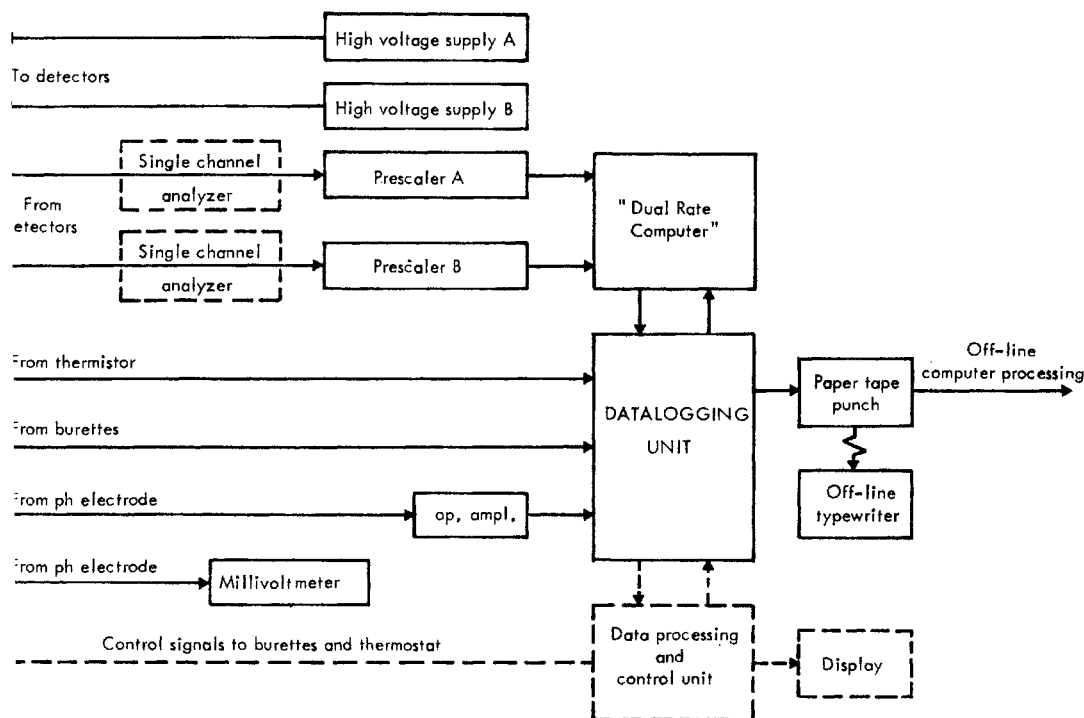 High voltage supply A
To detectors
High voltage supply B
Single channel
analyzer
Prescaler A
"Dual Rate
Computer"
From
etectors
Single channel
analyzer
Prescaler B
From thermistor
From burettes
From ph electrode
op. ampl.
From ph electrode
Millivoltmeter
DATALOGGING
UNIT
Paper tape
punch
Off-line
computer processing
Off-line
typewriter
Control signals to burettes and thermostat
Data processing
and
control unit
Display